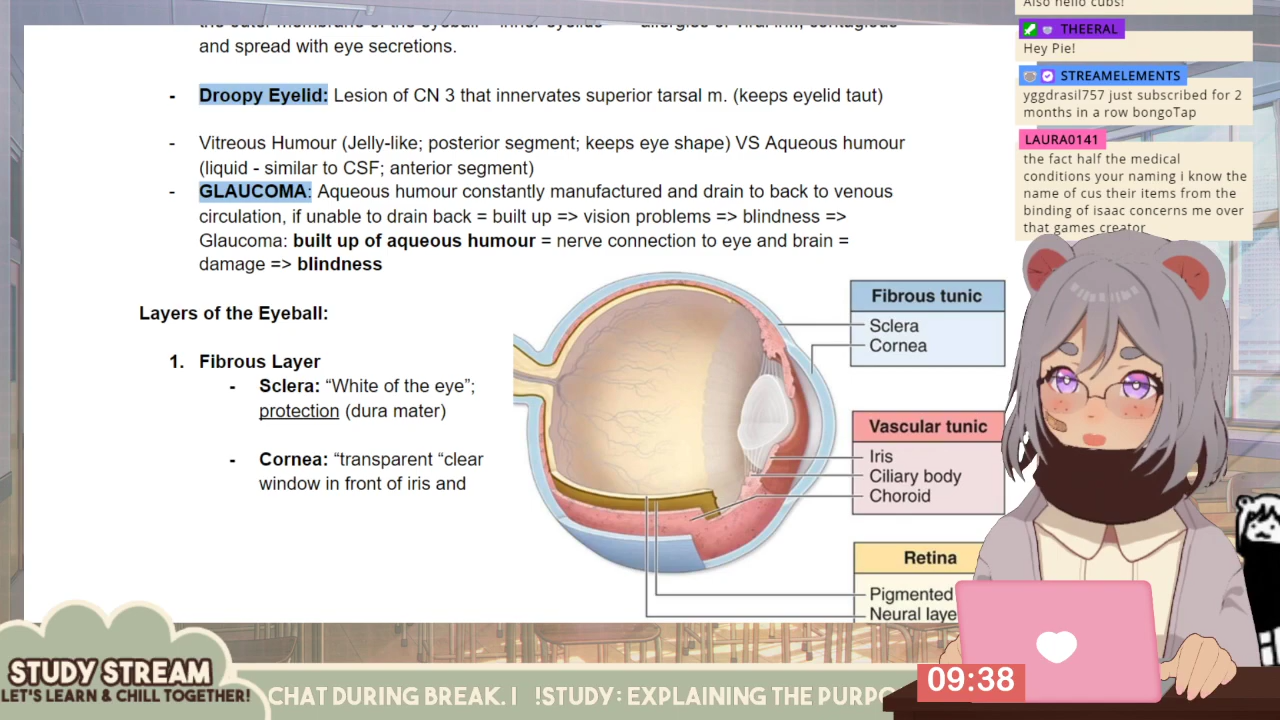 and spread with eye secretions.
- Droopy Eyelid: Lesion of CN 3 that innervates superior tarsal m. (keeps eyelid taut)
- Vitreous Humour (Jelly-like; posterior segment; keeps eye shape) VS Aqueous humour
(liquid - similar to CSF; anterior segment)
- GLAUCOMA: Aqueous humour constantly manufactured and drain to back to venous
circulation, if unable to drain back = built up => vision problems => blindness =>
Glaucoma: built up of aqueous humour = nerve connection to eye and brain =
damage => blindness
Layers of the Eyeball:
1. Fibrous Layer
- Sclera: “White of the eye”;
protection (dura mater)
- Cornea: “transparent “clear
window in front of iris and
Fibrous tunic
Sclera
Cornea
Vascular tunic
Iris
Ciliary body
Choroid
Retina
Pigmented
Neural laye
Also hello cubs!
THEERAL
Hey Pie!
STREAMELEMENTS
yggdrasil757 just subscribed for 2
months in a row bongoTap
LAURA0141
the fact half the medical
conditions your naming i know the
name of cus their items from the
binding of isaac concerns me over
that games creator
STUDY STREAM
LET'S LEARN & CHILL TOGETHER!
CHAT DURING BREAK. | !STUDY: EXPLAINING THE PURPO
09:38